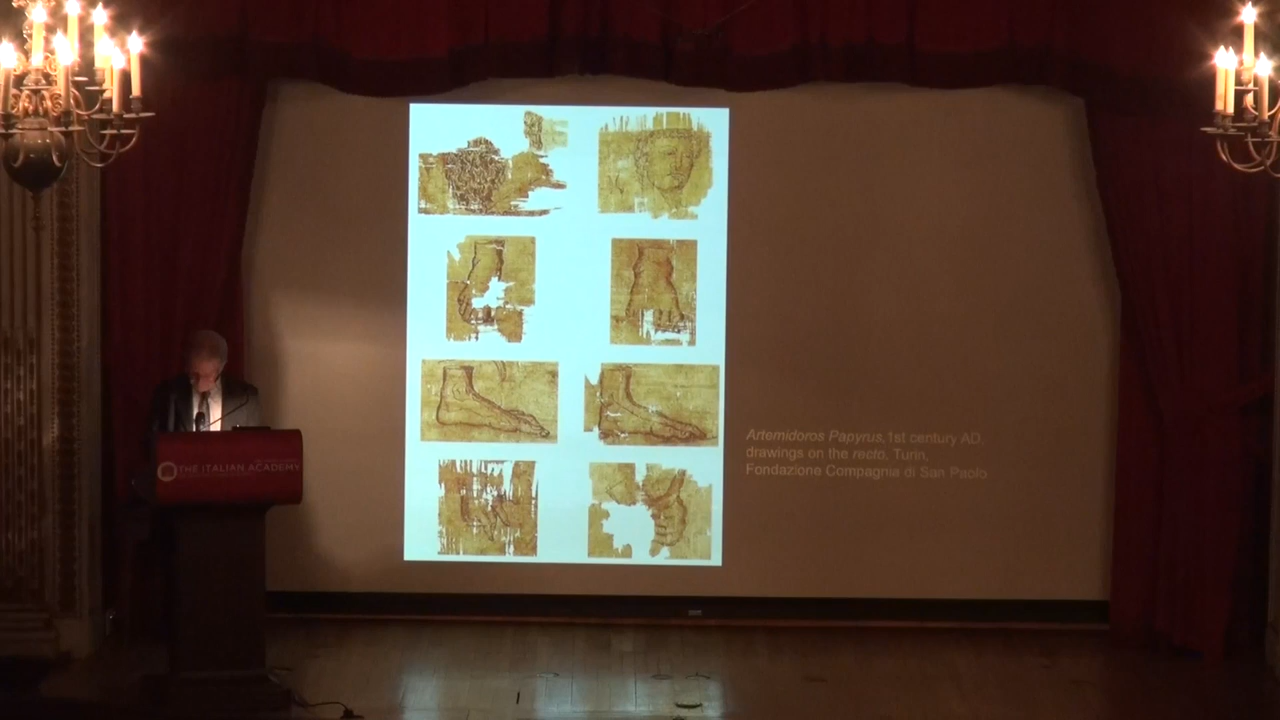 THE ITALIAN ACADEMY
Artemidoros Papyrus,1st century AD,
drawings on the recto, Turin,
Fondazione Compagnia di San Paolo